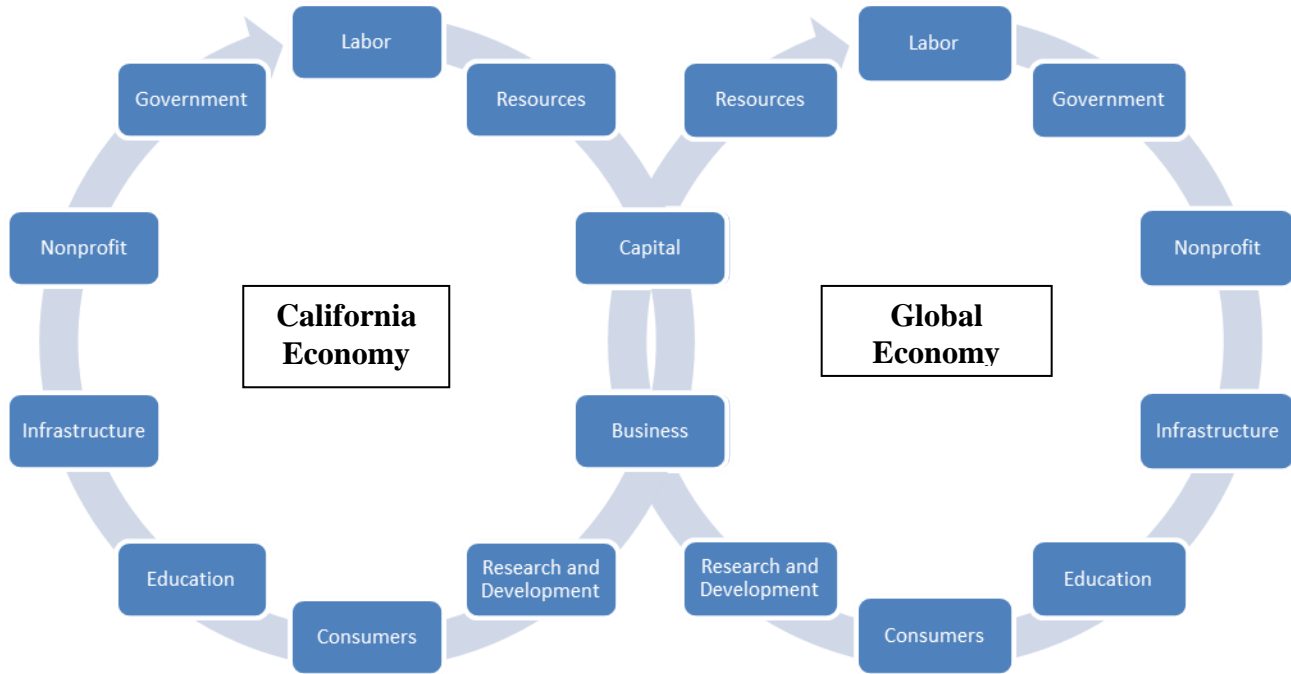 Labor
Resources
Capital
Business
Research and
Development
Consumers
Education
Infrastructure
Nonprofit
Government
California
Economy
Labor
Government
Nonprofit
Infrastructure
Education
Consumers
Research and
Development
Resources
Global
Economy